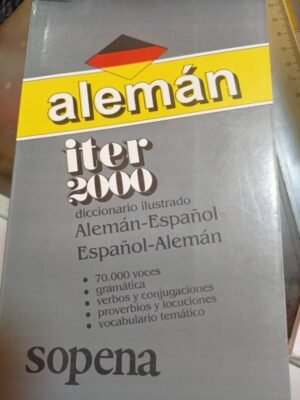 alemán
iter
2000
diccionario ilustrado
Alemán-Español
Español-Alemán
• 70.000 voces
• gramática
• verbos y conjugaciones
• proverbios y locuciones
• vocabulario temático
sopena